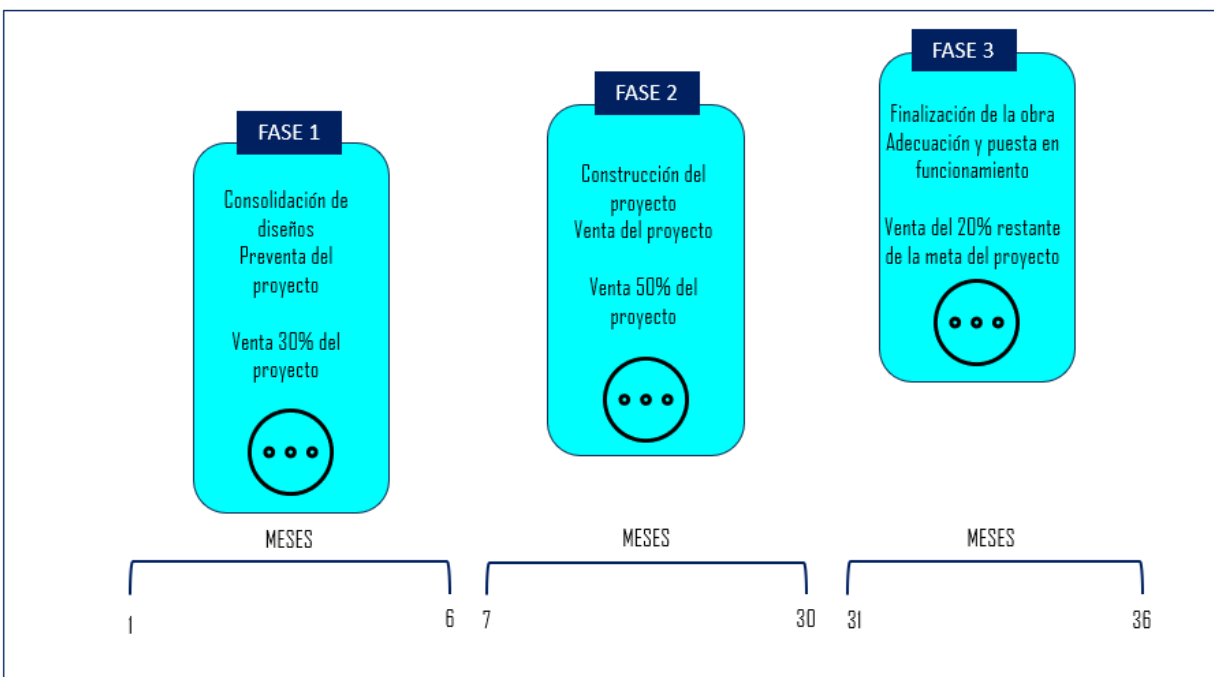 FASE 1
Consolidación de
diseños
Preventa del
proyecto
Venta 30% del
proyecto
FASE 2
Construcción del
proyecto
Venta del proyecto
Venta 50% del
proyecto
FASE 3
Finalización de la obra
Adecuación y puesta en
funcionamiento
Venta del 20% restante
de la meta del proyecto
MESES
1
6
MESES
7
30
MESES
31
36